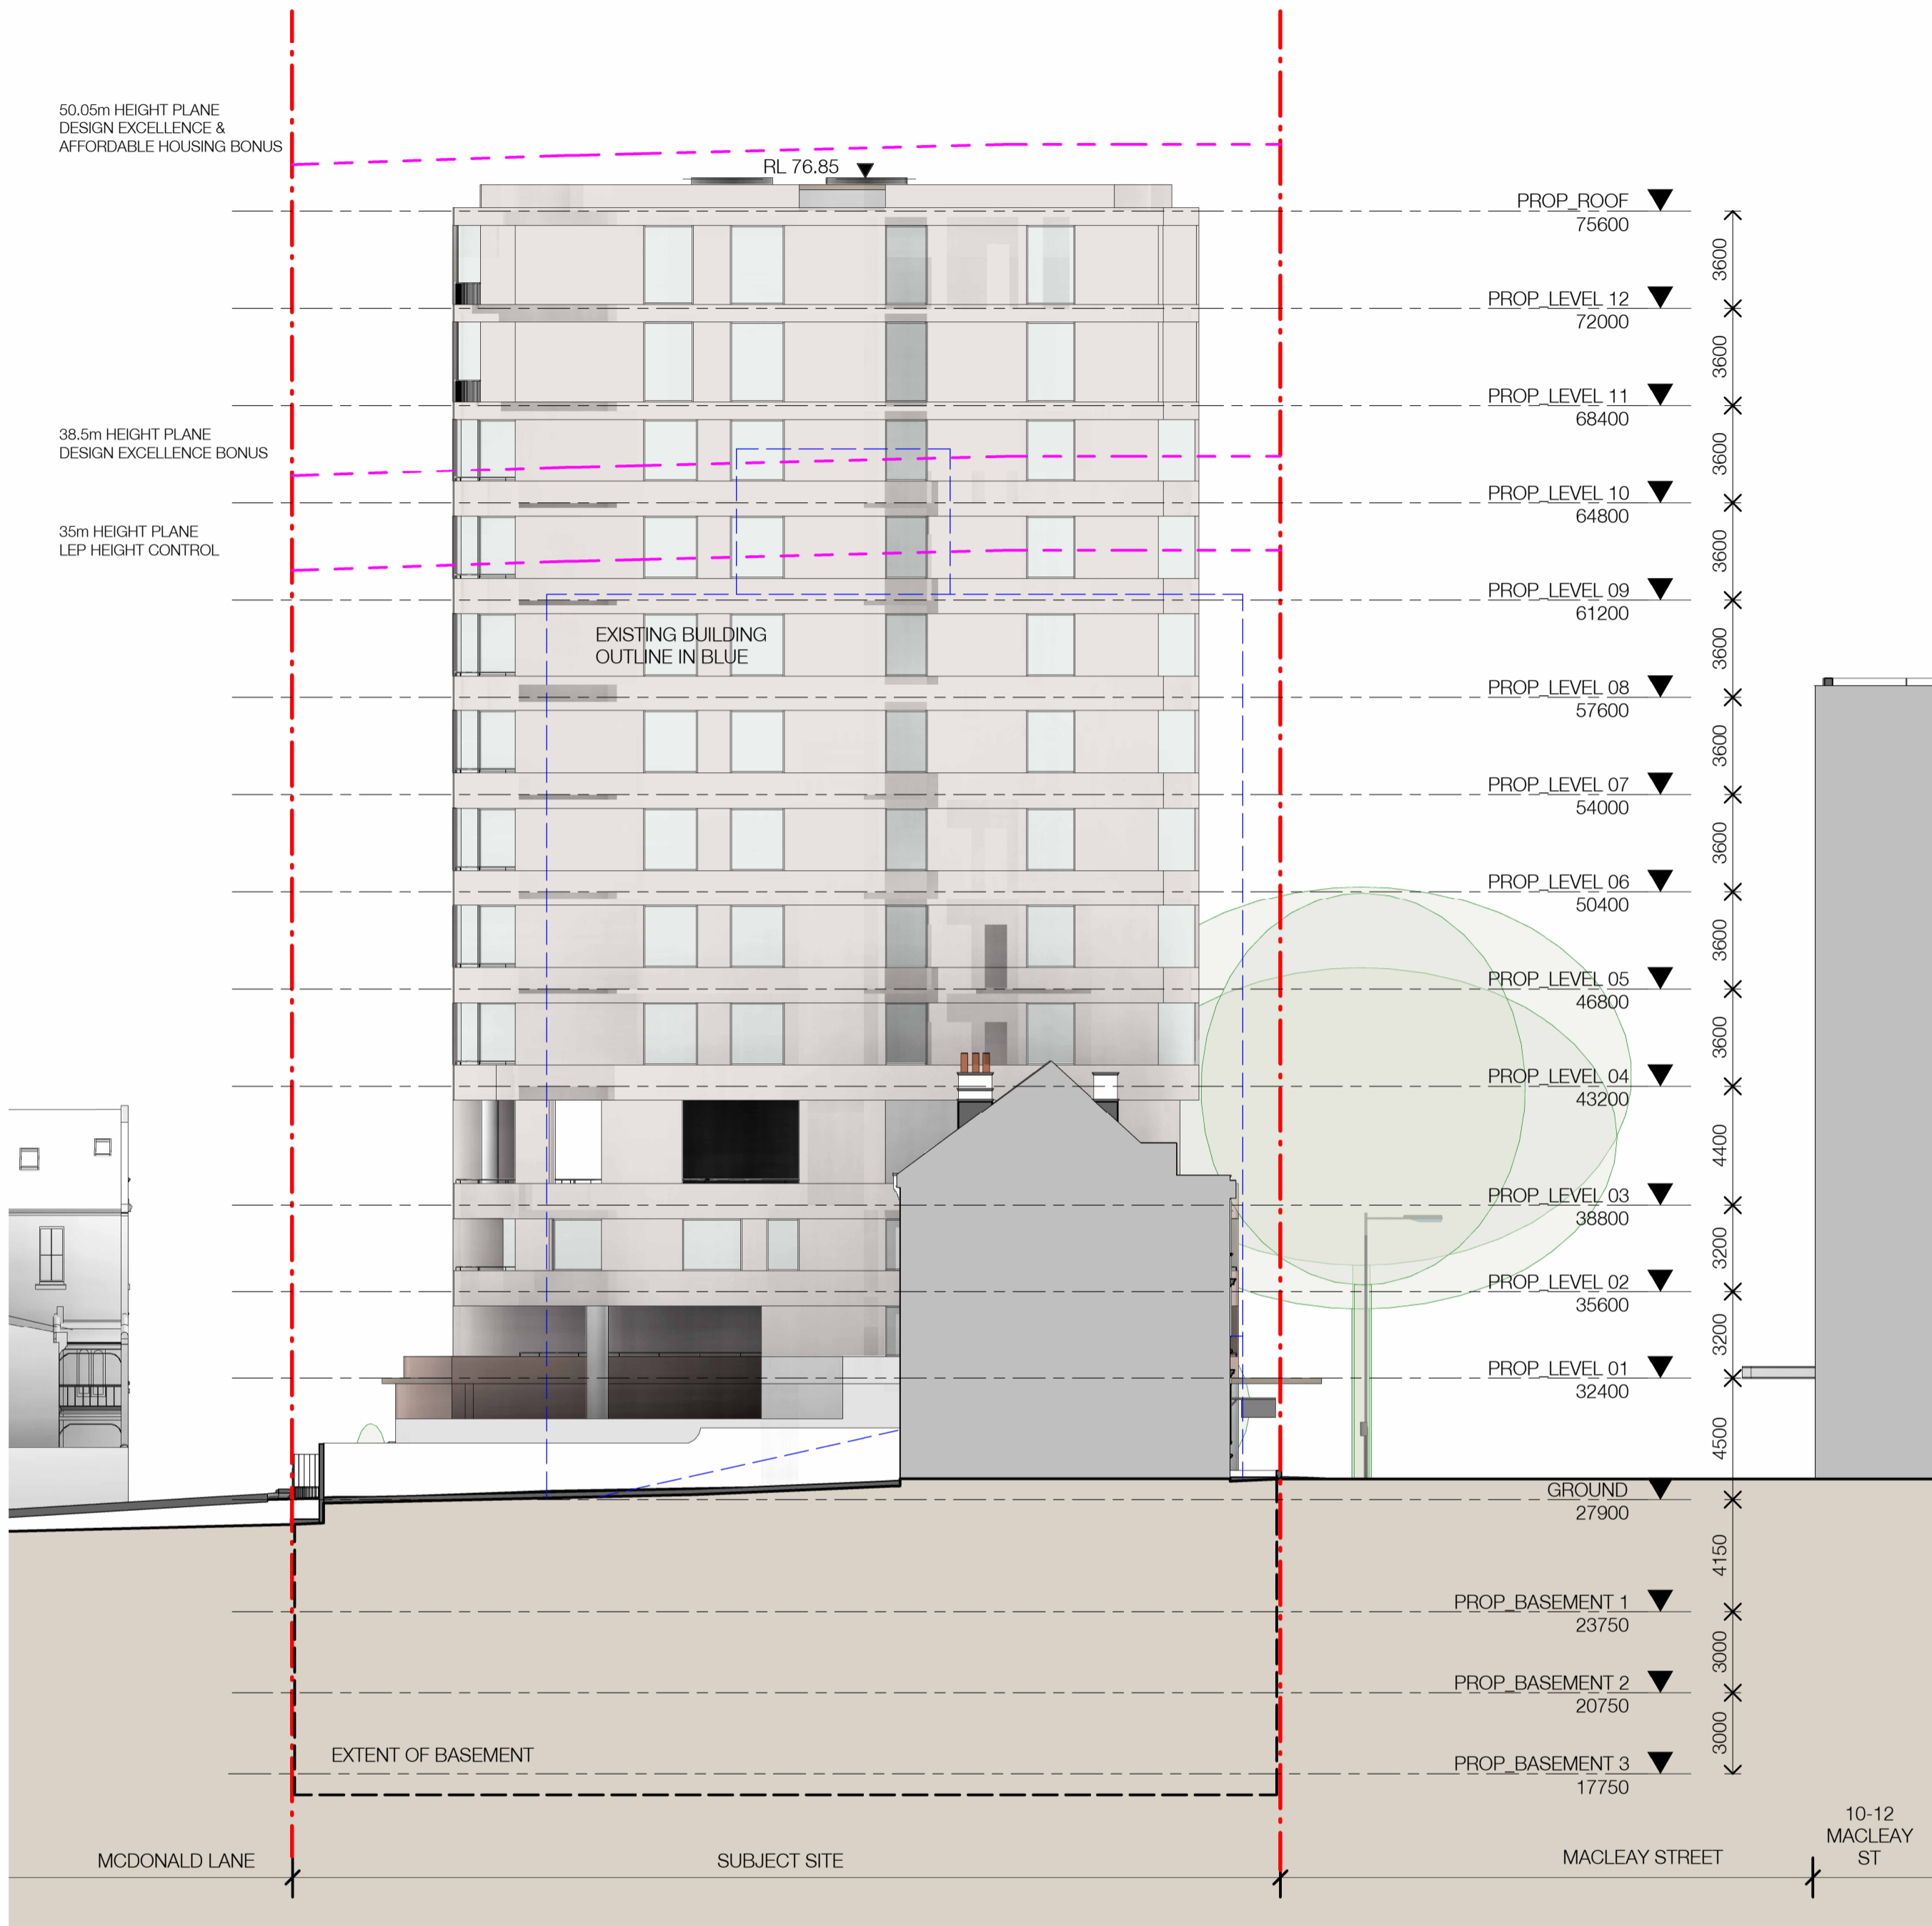 50.05m HEIGHT PLANE
DESIGN EXCELLENCE &
AFFORDABLE HOUSING BONUS
RL 76.85
PROP_ROOF
75600
3600
PROP_LEVEL 12
72000
3600
PROP_LEVEL 11
68400
38.5m HEIGHT PLANE
DESIGN EXCELLENCE BONUS
3600
PROP_LEVEL 10
64800
35m HEIGHT PLANE
LEP HEIGHT CONTROL
3600
PROP_LEVEL 09
61200
EXISTING BUILDING
OUTLINE IN BLUE
3600
PROP_LEVEL 08
57600
3600
PROP_LEVEL 07
54000
3600
PROP_LEVEL 06
50400
3600
PROP_LEVEL 05
46800
3600
PROP_LEVEL 04
43200
4400
PROP_LEVEL 03
38800
3200
PROP_LEVEL 02
35600
3200
PROP_LEVEL 01
32400
4500
GROUND
27900
4150
PROP_BASEMENT 1
23750
3000
PROP_BASEMENT 2
20750
3000
EXTENT OF BASEMENT
PROP_BASEMENT 3
17750
MCDONALD LANE
SUBJECT SITE
MACLEAY STREET
10-12
MACLEAY
ST